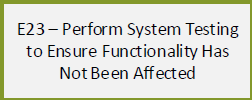 E23 – Perform System Testing
to Ensure Functionality Has
Not Been Affected